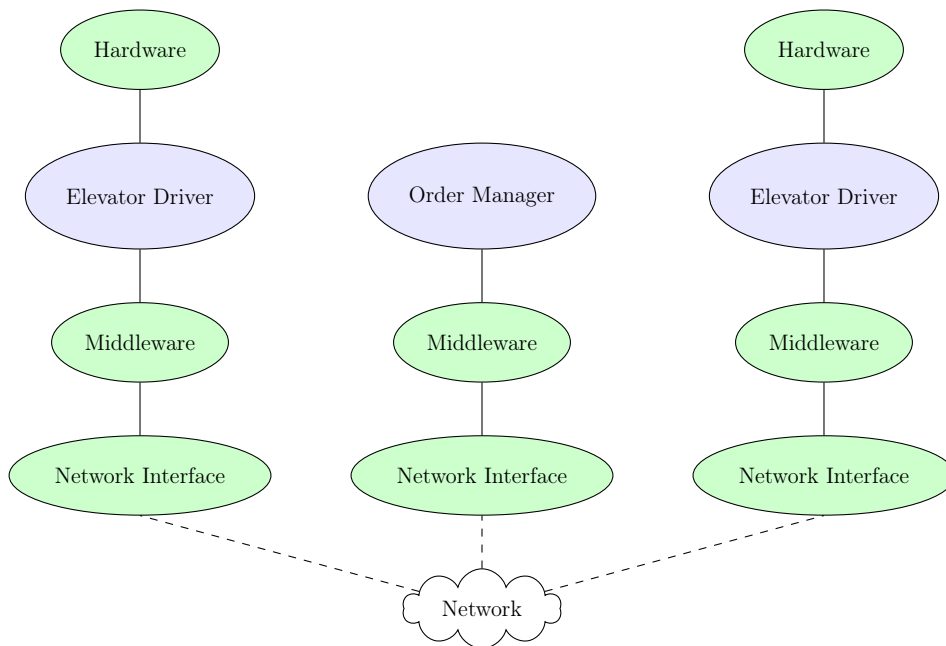 Hardware
Hardware
Elevator Driver
Order Manager
Elevator Driver
Middleware
Middleware
Middleware
Network Interface
Network Interface
Network Interface
Network